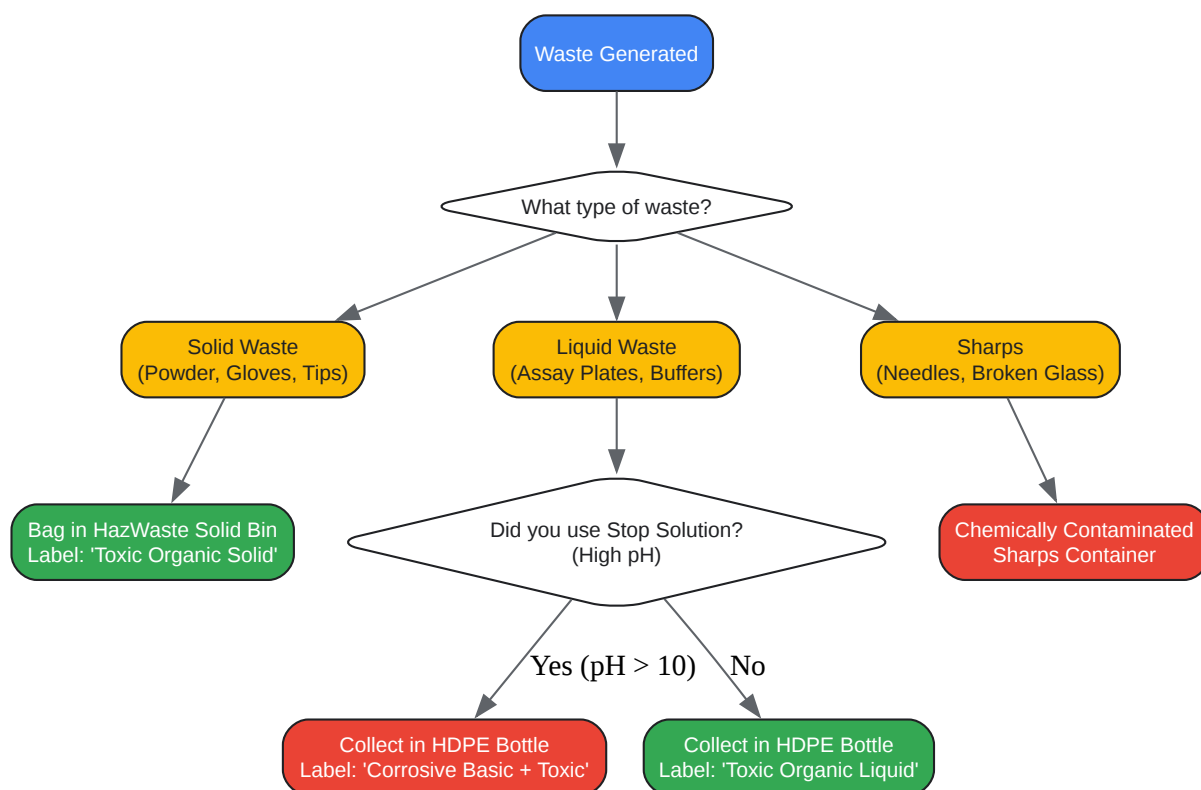 Waste Generated
What type of waste?
Solid Waste
(Powder, Gloves, Tips)
Liquid Waste
(Assay Plates, Buffers)
Sharps
(Needles, Broken Glass)
Bag in HazWaste Solid Bin
Label: 'Toxic Organic Solid'
Did you use Stop Solution?
(High pH)
Chemically Contaminated
Sharps Container
Yes (pH > 10)
No
Collect in HDPE Bottle
Label: 'Corrosive Basic + Toxic'
Collect in HDPE Bottle
Label: 'Toxic Organic Liquid'